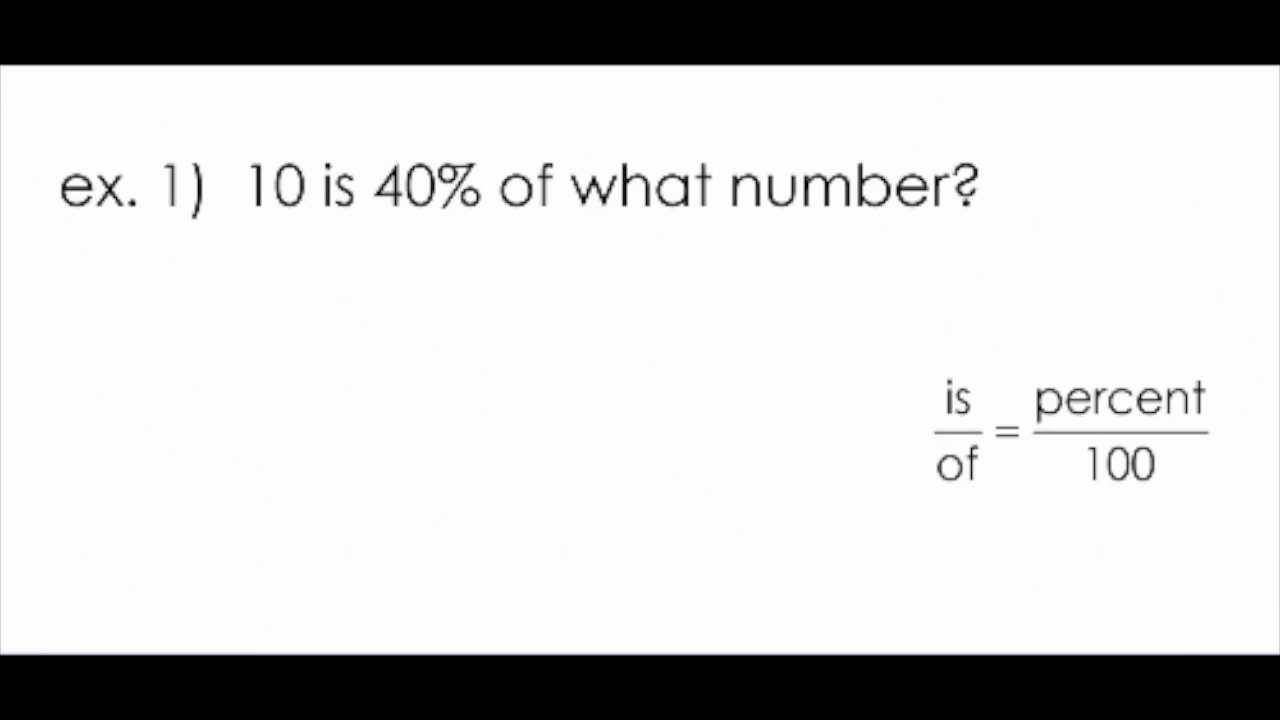 ex. 1) 10 is 40% of what number?
is = percent
of 100